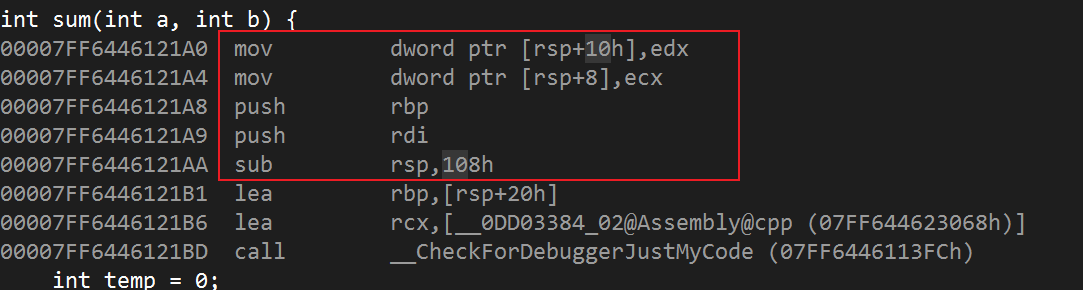 int sum(int a, int b) {
00007FF6446121A0 mov dword ptr [rsp+10h],edx
00007FF6446121A4 mov dword ptr [rsp+8],ecx
00007FF6446121A8 push rbp
00007FF6446121A9 push rdi
00007FF6446121AA sub rsp,108h
00007FF6446121B1 lea rbp,[rsp+20h]
00007FF6446121B6 lea rcx,[__0DD03384_02@Assembly@cpp (07FF644623068h)]
00007FF6446121BD call __CheckForDebuggerJustMyCode (07FF6446113FCh)
int temp = 0;